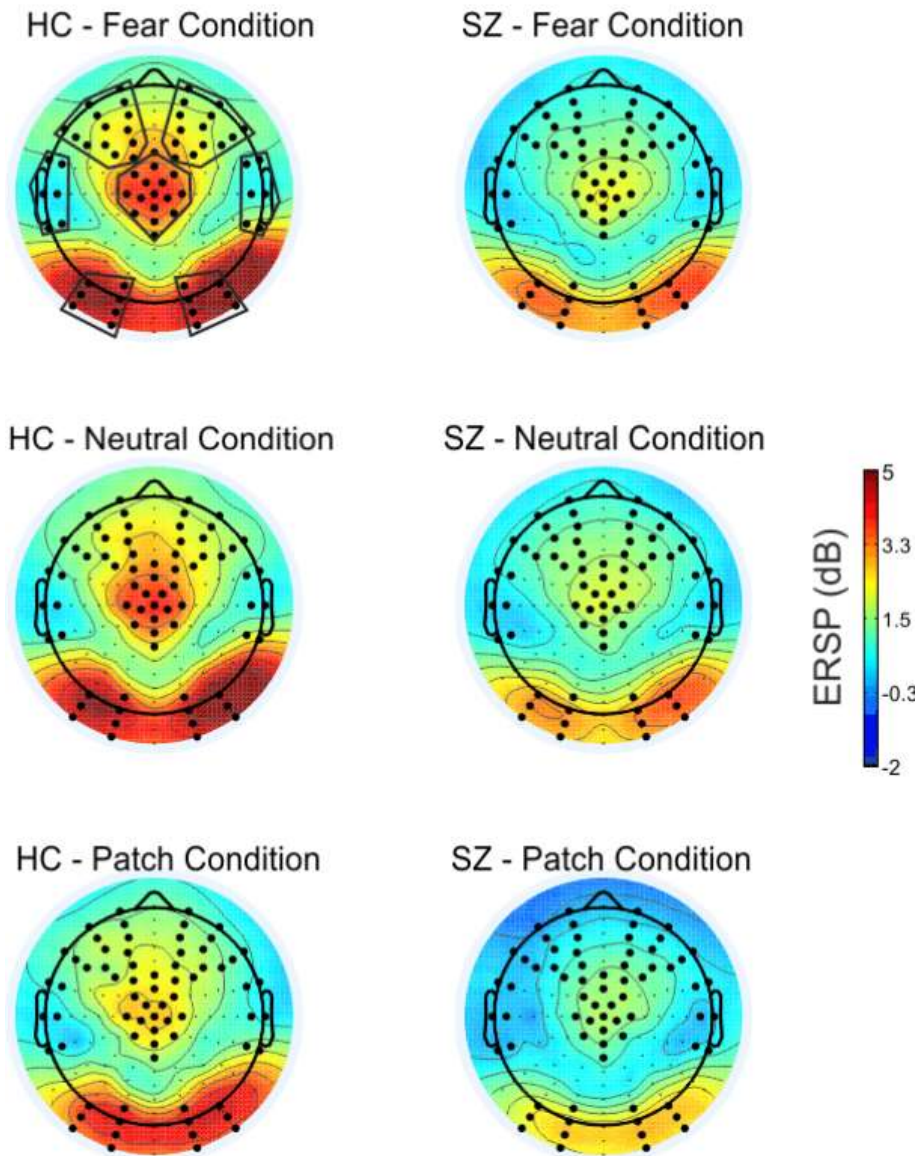 HC - Fear Condition
SZ - Fear Condition
HC - Neutral Condition
SZ - Neutral Condition
5
3.3
1.5
-0.3
-2
ERSP (dB)
HC - Patch Condition
SZ - Patch Condition